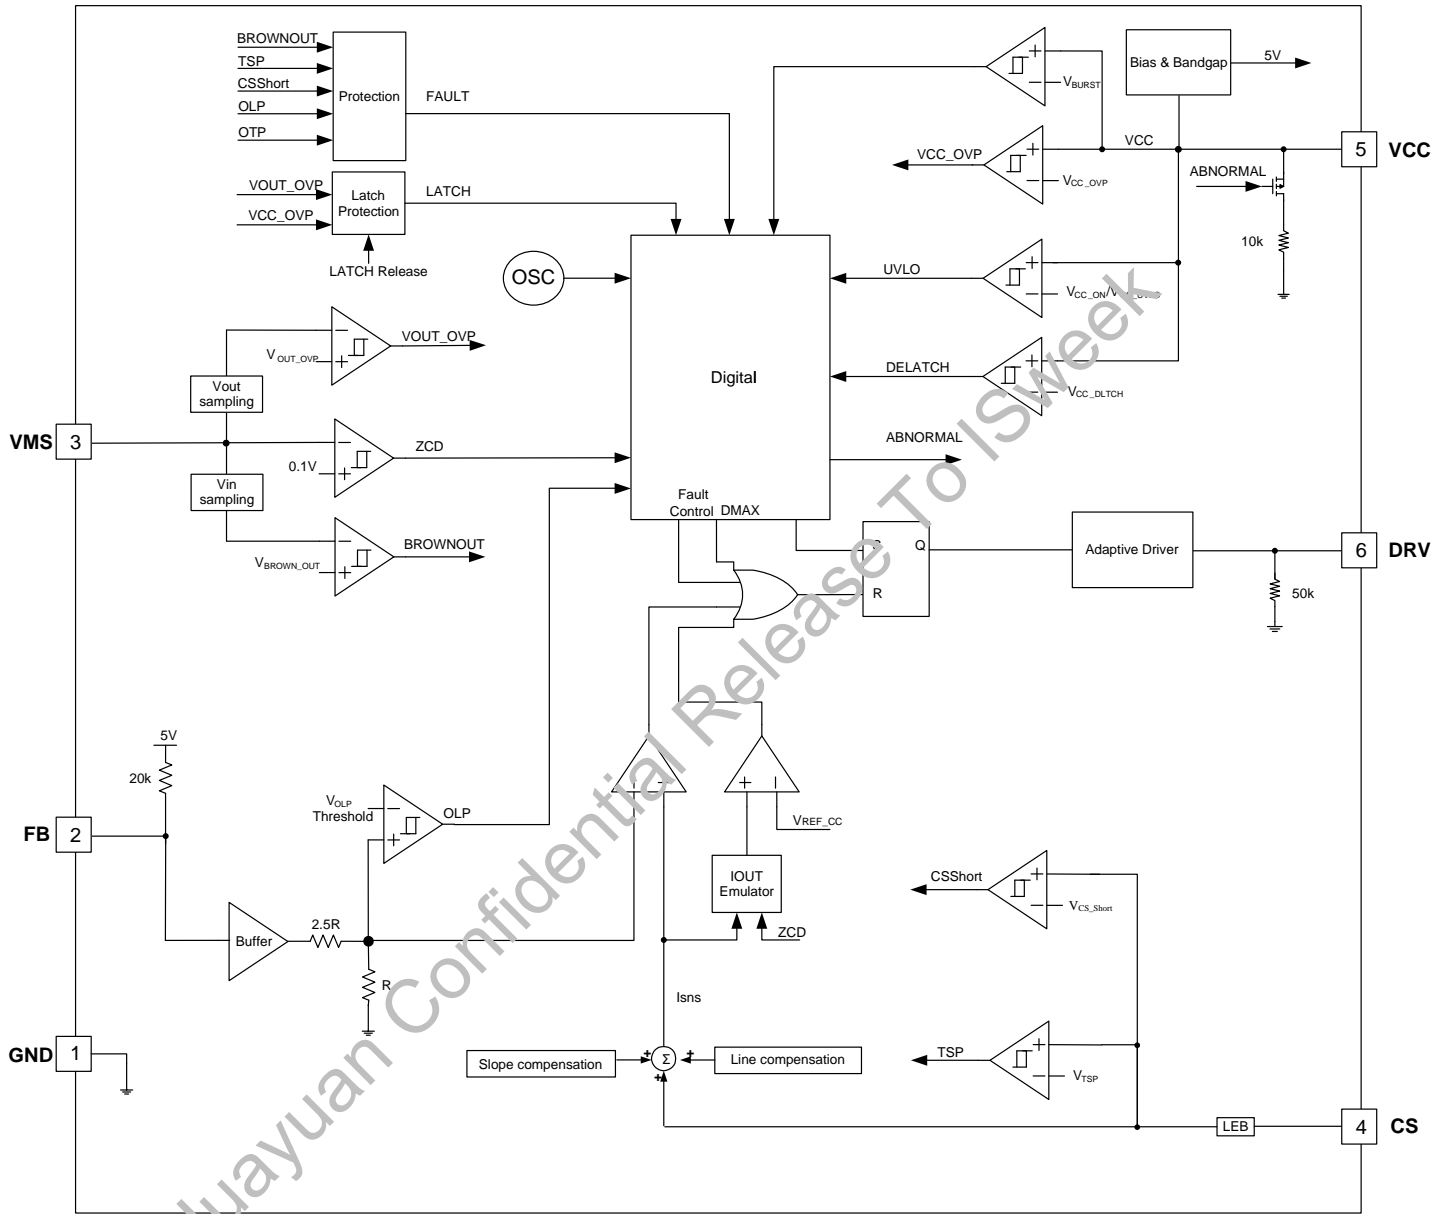 BROWNOUT
TSP
CSShort
OLP
OTP
Protection
FAULT
VOUT_OVP
VCC_OVP
Latch
Protection
LATCH
LATCH Release
OSC
VBURST
Bias & Bandgap
5V
VCC_OVP
VCC
VCC_OVP
5
VCC
ABNORMAL
10k
UVLO
DELATCH
VCC_DLTCH
Digital
ABNORMAL
VOUT_OVP
VOUT_OVP
Vout
sampling
VMS
3
ZCD
0.1V
Vin
sampling
BROWNOUT
VBROWN_OUT
Fault
Control
DMAX
Q
R
Adaptive Driver
6
DRV
50k
5V
20k
VOLP
Threshold
OLP
FB
2
Buffer
2.5R
R
VREF_CC
IOUT
Emulator
ZCD
Isns
CSShort
VCS_Short
GND
1
Slope compensation
Σ
Line compensation
TSP
VTSP
LEB
4
CS
Confidential Release To ISweek